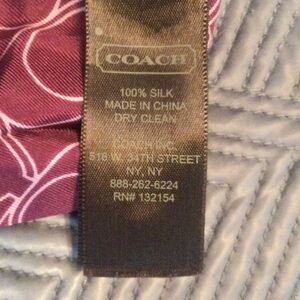 COACH
100% SILK
MADE IN CHINA
DRY CLEAN
COACH INC.
516 W. 34TH STREET
NY, NY
888-262-6224
RN# 132154